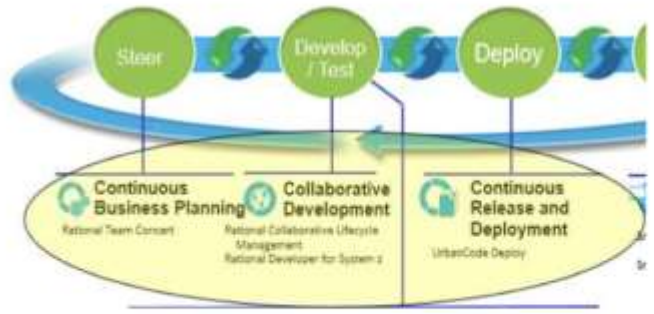 Steer
Develop
/ Test
Deploy
Continuous
Business Planning
Rational Team Concert
Collaborative
Development
Rational Collaborative Lifecycle
Management
Rational Developer for System z
Continuous
Release and
Deployment
UrbanCode Deploy